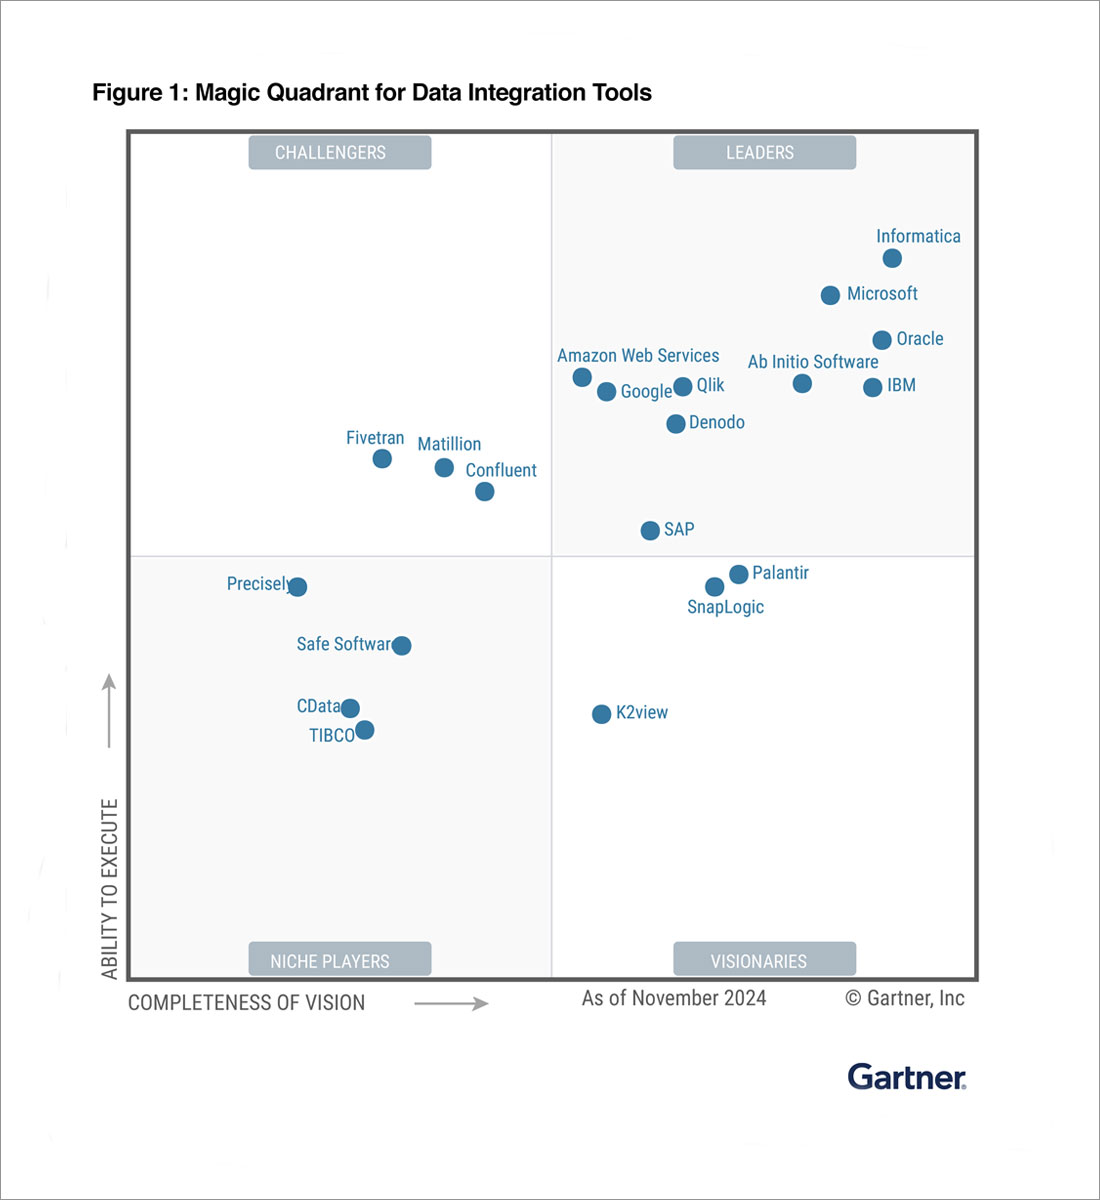 Figure 1: Magic Quadrant for Data Integration Tools
CHALLENGERS
LEADERS
Informatica
Microsoft
Oracle
Amazon Web Services
Ab Initio Software
Google
Qlik
IBM
Denodo
Fivetran
Matillion
Confluent
SAP
Precisely
Palantir
SnapLogic
Safe Softwar
CData
K2view
TIBCO
ABILITY TO EXECUTE
NICHE PLAYERS
VISIONARIES
COMPLETENESS OF VISION
As of November 2024
© Gartner, Inc
Gartner